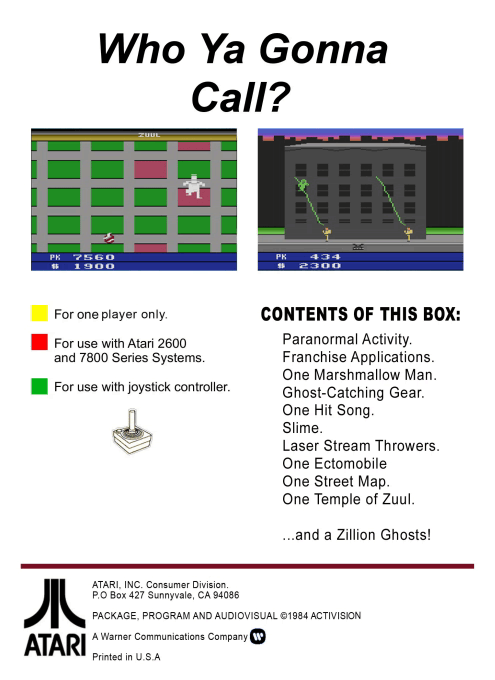 Who Ya Gonna
Call?
ZUUL
PK 7560
$ 1900
PK 434
$ 2300
For one player only.
For use with Atari 2600
and 7800 Series Systems.
For use with joystick controller.
CONTENTS OF THIS BOX:
Paranormal Activity.
Franchise Applications.
One Marshmallow Man.
Ghost-Catching Gear.
One Hit Song.
Slime.
Laser Stream Throwers.
One Ectomobile
One Street Map.
One Temple of Zuul.
...and a Zillion Ghosts!
ATARI
ATARI, INC. Consumer Division.
P.O Box 427 Sunnyvale, CA 94086
PACKAGE, PROGRAM AND AUDIOVISUAL ©1984 ACTIVISION
A Warner Communications Company
Printed in U.S.A